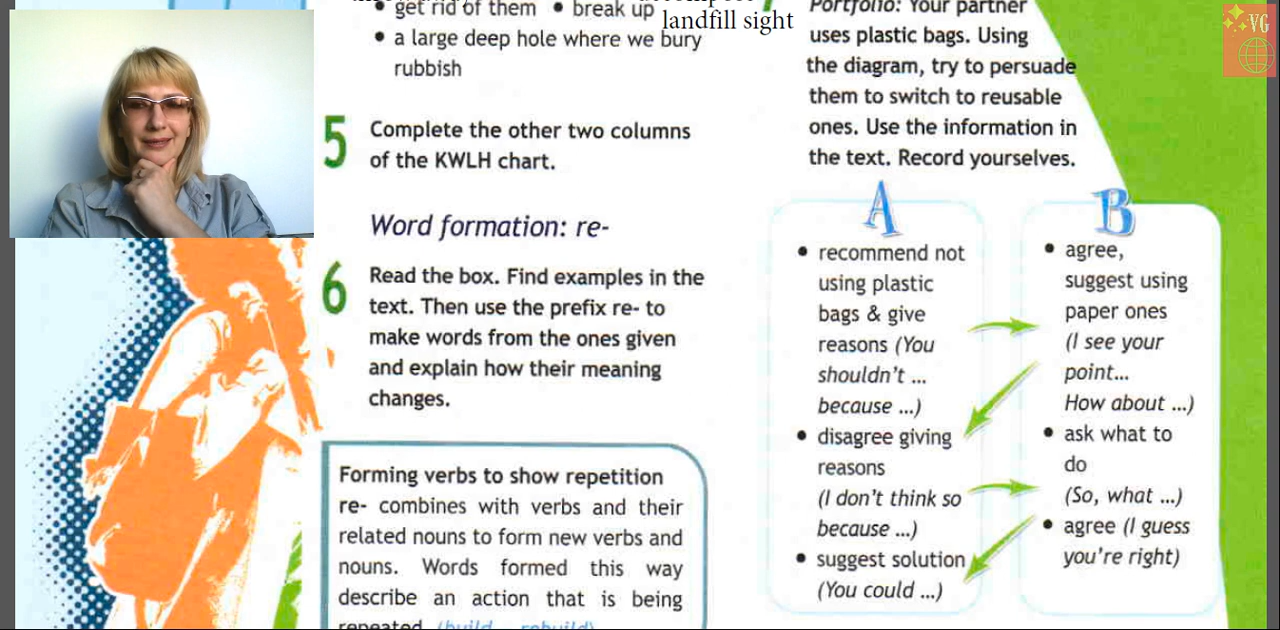 get rid of them • break up
landfill sight
• a large deep hole where we bury
rubbish
5 Complete the other two columns
of the KWLH chart.
Word formation: re-
6 Read the box. Find examples in the
text. Then use the prefix re- to
make words from the ones given
and explain how their meaning
changes.
Forming verbs to show repetition
re- combines with verbs and their
related nouns to form new verbs and
nouns. Words formed this way
describe an action that is being
repeated (build – rebuild)
Portfolio: Your partner
uses plastic bags. Using
the diagram, try to persuade
them to switch to reusable
ones. Use the information in
the text. Record yourselves.
A
• recommend not
using plastic
bags & give
reasons (You
shouldn't ...
because ...)
• disagree giving
reasons
(I don't think so
because ...)
• suggest solution
(You could ...)
B
• agree,
suggest using
paper ones
(I see your
point...
How about ...)
• ask what to
do
(So, what ...)
• agree (I guess
you're right)
VG